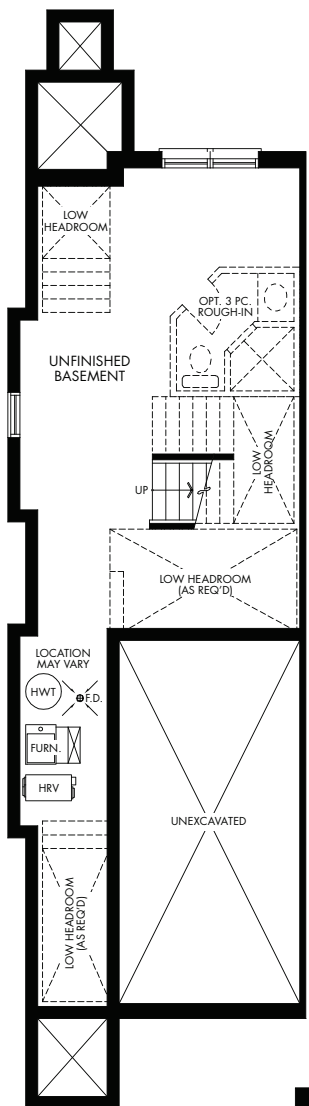 LOW
HEADROOM
OPT. 3 PC.
ROUGH-IN
UNFINISHED
BASEMENT
LOW
HEADROOM
UP
LOW HEADROOM
(AS REQ'D)
LOCATION
MAY VARY
HWT
F.D.
FURN.
HRV
UNEXCAVATED
LOW HEADROOM
(AS REQ'D)